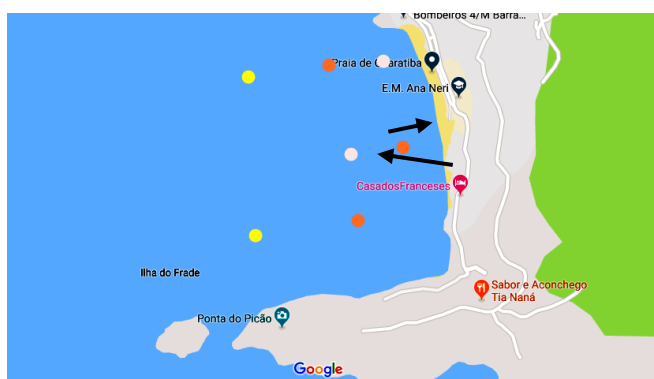 Bombeiros 4/M Barra...
Praia de Guaratiba
E.M. Ana Neri
CasadosFranceses
Ilha do Frade
Sabor e Aconchego
Tia Naná
Ponta do Picão
Google